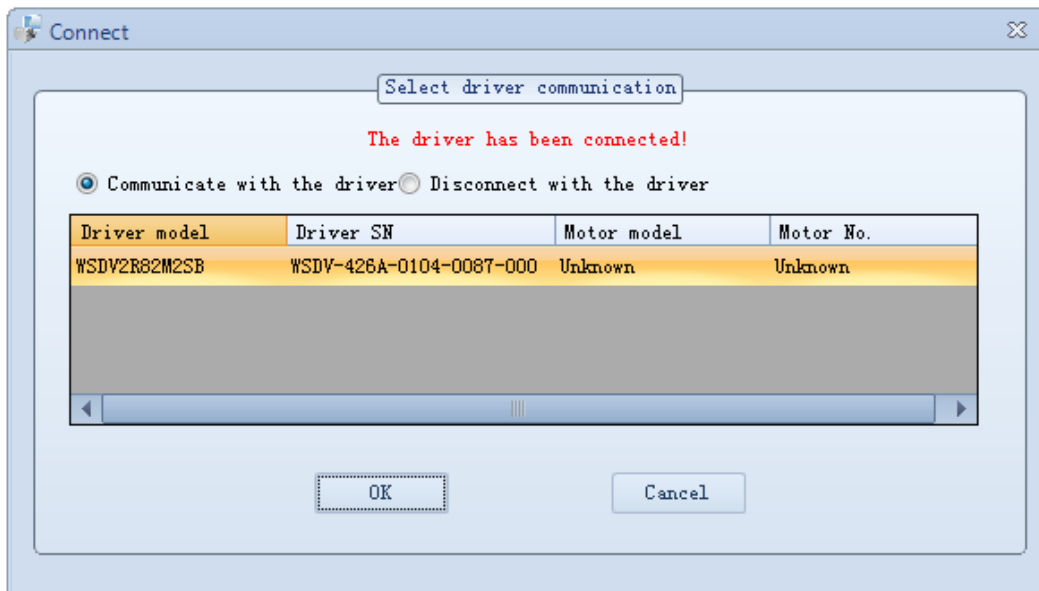 Connect
Select driver communication
The driver has been connected!
Communicate with the driver Disconnect with the driver
Driver model Driver SN Motor model Motor No.
WSDV2R82M2SB WSDV-426A-0104-0087-000 Unknown Unknown
OK Cancel